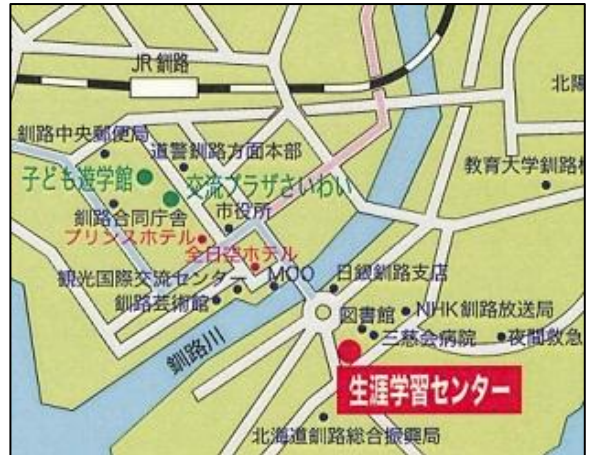 JR 釧路
北陽
釧路中央郵便局
道警釧路方面本部
子ども遊学館
交流プラザさいわい
教育大学釧路校
釧路合同庁舎
市役所
プリンスホテル
全日空ホテル
観光国際交流センター
MOO
日銀釧路支店
釧路芸術館
図書館
NHK釧路放送局
三慈会病院
夜間救急
釧路川
生涯学習センター
北海道釧路総合振興局